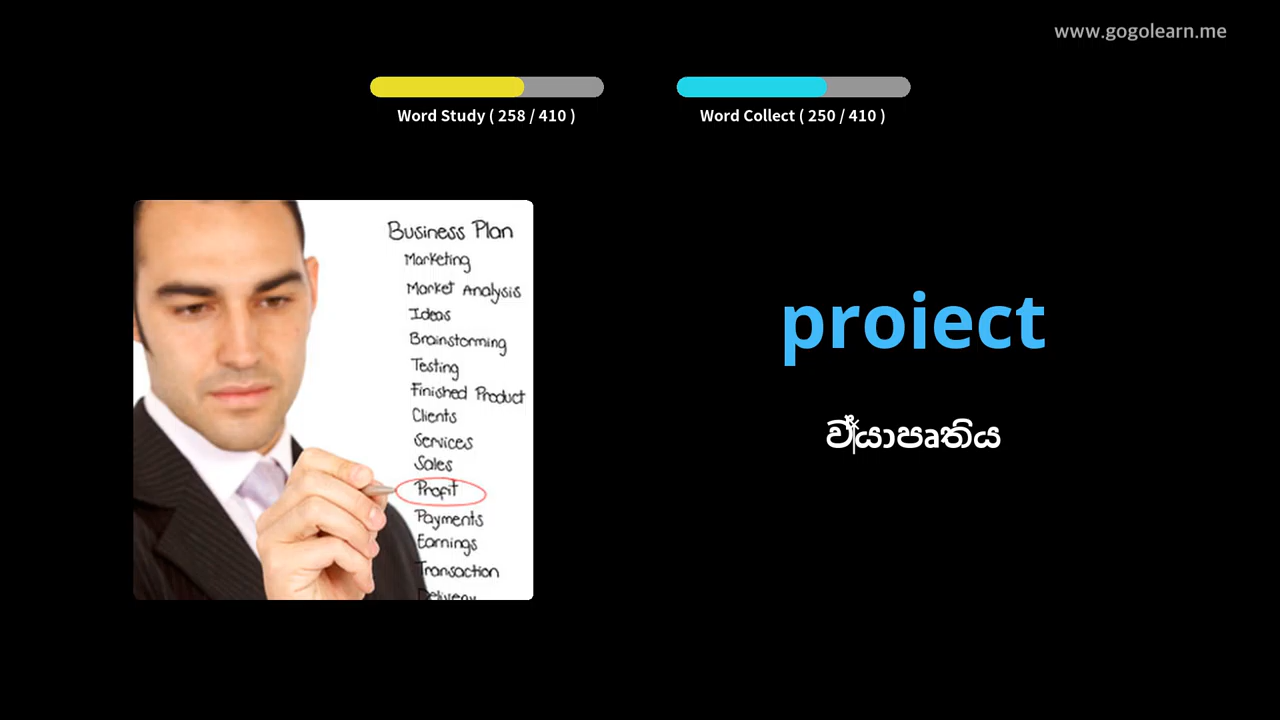 www.gogolearn.me
Word Study ( 258 / 410 )
Word Collect ( 250 / 410 )
Business Plan
Marketing
Market Analysis
Ideas
Brainstorming
Testing
Finished Product
Clients
Services
Sales
Profit
Payments
Earnings
Transaction
Delivery
proiect
ව්‍යාපෘතිය